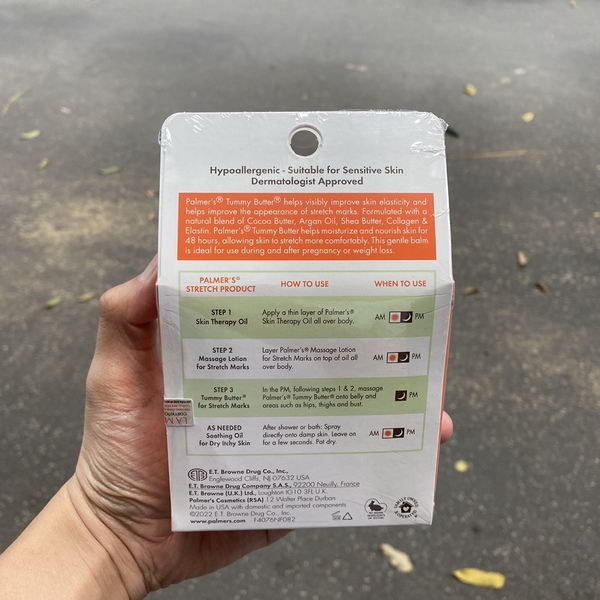 Hypoallergenic - Suitable for Sensitive Skin
Dermatologist Approved
Palmer's® Tummy Butter® helps visibly improve skin elasticity and
helps improve the appearance of stretch marks. Formulated with a
natural blend of Cocoa Butter, Argan Oil, Shea Butter, Collagen &
Elastin. Palmer's® Tummy Butter helps moisturize and nourish skin for
48 hours, allowing skin to stretch more comfortably. This gentle balm
is ideal for use during and after pregnancy or weight loss.
PALMER'S®
STRETCH PRODUCT
HOW TO USE
WHEN TO USE
STEP 1
Skin Therapy Oil
Apply a thin layer of Palmer's®
Skin Therapy Oil all over body.
AM PM
STEP 2
Massage Lotion
for Stretch Marks
Layer Palmer's® Massage Lotion
for Stretch Marks on top of oil all
over body.
AM PM
STEP 3
Tummy Butter®
for Stretch Marks
In the PM, following steps 1 & 2, massage
Palmer's® Tummy Butter® onto belly and
areas such as hips, thighs and bust.
PM
AS NEEDED
Soothing Oil
for Dry Itchy Skin
After shower or bath: Spray
directly onto damp skin. Leave on
for a few seconds. Pat dry.
AM PM
ETB
E.T. Browne Drug Co., Inc.,
Englewood Cliffs, NJ 07632 USA
E.T. Browne Drug Company S.A.S., 92200 Neuilly, France
E.T. Browne (U.K.) Ltd., Loughton IG10 3FL U.K.
Palmer's Cosmetics (RSA) 12 Walter Place Durban
Made in USA with domestic and imported components
©2022 E.T. Browne Drug Co., Inc.
www.palmers.com F4076NF082